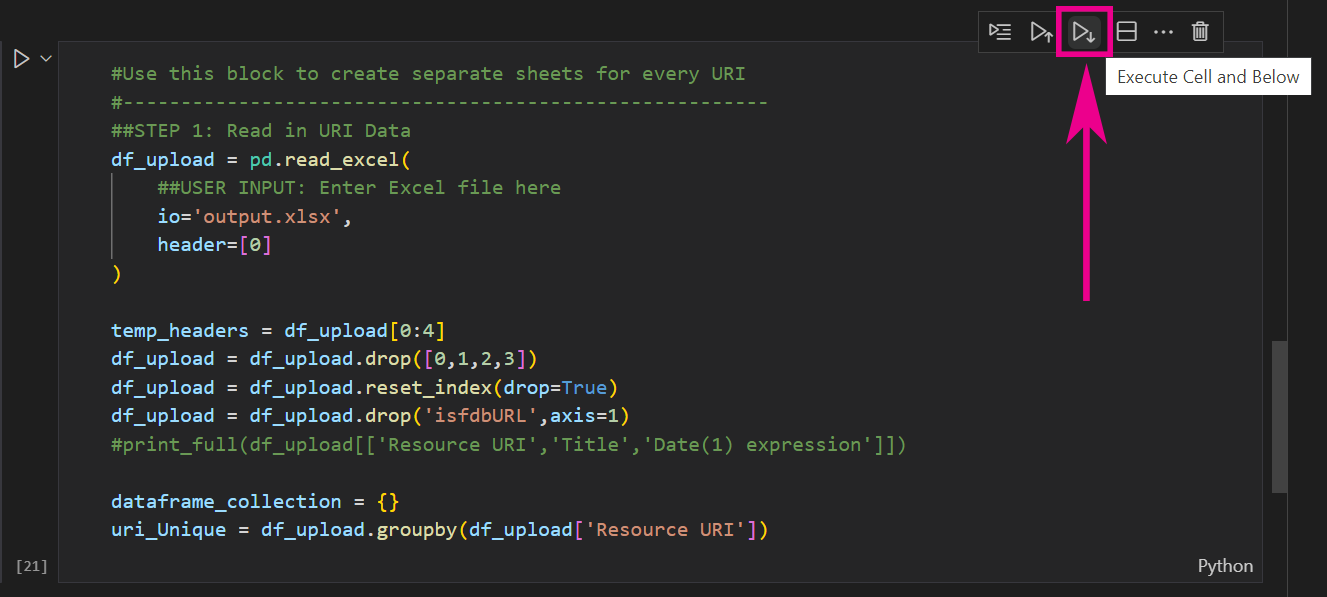 Execute Cell and Below
#Use this block to create separate sheets for every URI
#--------------------------------------------------------
##STEP 1: Read in URI Data
df_upload = pd.read_excel(
    ##USER INPUT: Enter Excel file here
    io='output.xlsx',
    header=[0]
)
temp_headers = df_upload[0:4]
df_upload = df_upload.drop([0,1,2,3])
df_upload = df_upload.reset_index(drop=True)
df_upload = df_upload.drop('isfdbURL',axis=1)
#print_full(df_upload[['Resource URI','Title','Date(1) expression']])
dataframe_collection = {}
uri_Unique = df_upload.groupby(df_upload['Resource URI'])
[21]
Python